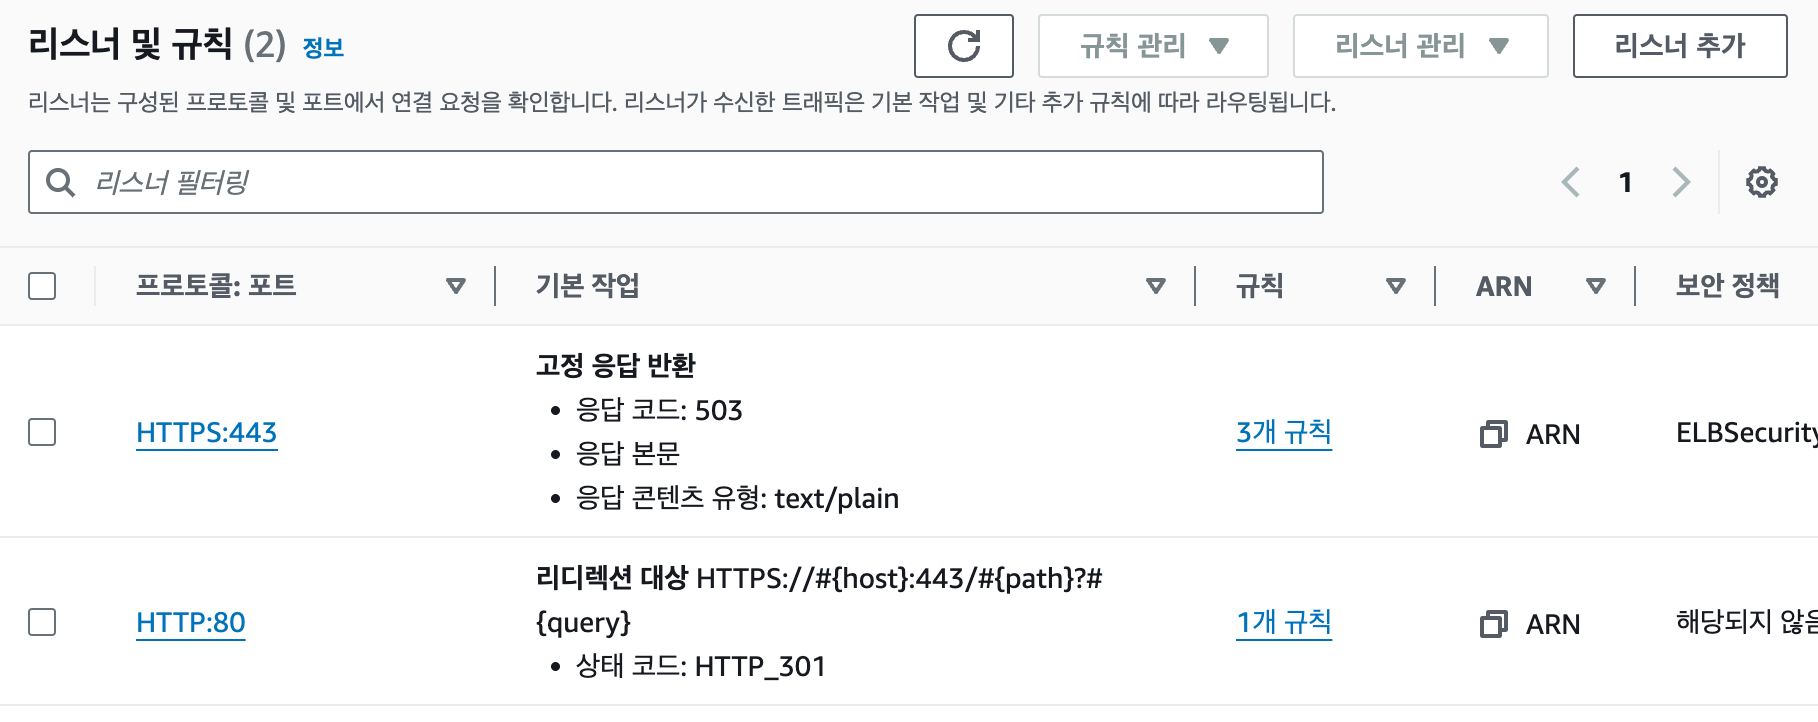 리스너 및 규칙 (2) 정보
규칙 관리
리스너 관리
리스너 추가
리스너는 구성된 프로토콜 및 포트에서 연결 요청을 확인합니다. 리스너가 수신한 트래픽은 기본 작업 및 기타 추가 규칙에 따라 라우팅됩니다.
리스너 필터링
1
프로토콜: 포트
기본 작업
규칙
ARN
보안 정책
HTTPS:443
고정 응답 반환
• 응답 코드: 503
• 응답 본문
• 응답 콘텐츠 유형: text/plain
3개 규칙
ARN
ELBSecurity
HTTP:80
리디렉션 대상 HTTPS://#{host}:443/#{path}?#
{query}
• 상태 코드: HTTP_301
1개 규칙
ARN
해당되지 않음